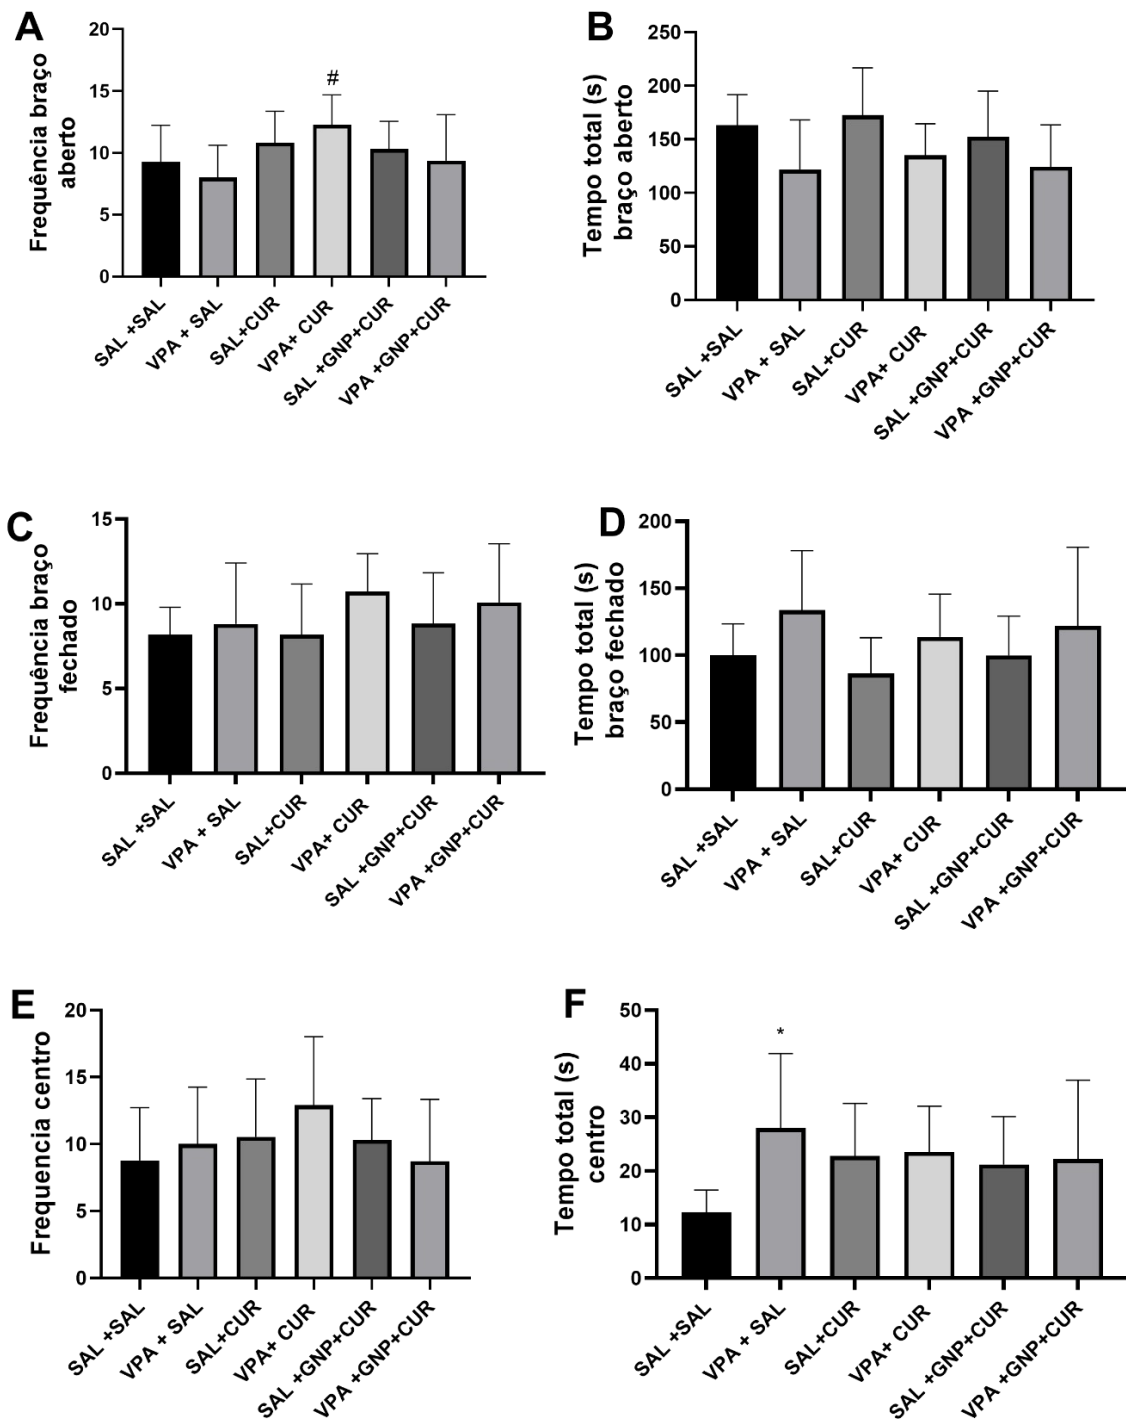 A
Frequência braço
aberto
20
15
10
5
0
#
SAL +SAL
VPA + SAL
SAL+CUR
VPA+ CUR
SAL +GNP+CUR
VPA +GNP+CUR
B
Tempo total (s)
braço aberto
250
200
150
100
50
0
SAL +SAL
VPA + SAL
SAL+CUR
VPA+ CUR
SAL +GNP+CUR
VPA +GNP+CUR
C
Frequência braço
fechado
15
10
5
0
SAL +SAL
VPA + SAL
SAL+CUR
VPA+ CUR
SAL +GNP+CUR
VPA +GNP+CUR
D
Tempo total (s)
braço fechado
200
150
100
50
0
SAL +SAL
VPA + SAL
SAL+CUR
VPA+ CUR
SAL +GNP+CUR
VPA +GNP+CUR
E
Frequencia centro
20
15
10
5
0
SAL +SAL
VPA + SAL
SAL+CUR
VPA+ CUR
SAL +GNP+CUR
VPA +GNP+CUR
F
Tempo total (s)
centro
50
40
30
20
10
0
*
SAL +SAL
VPA + SAL
SAL+CUR
VPA+ CUR
SAL +GNP+CUR
VPA +GNP+CUR